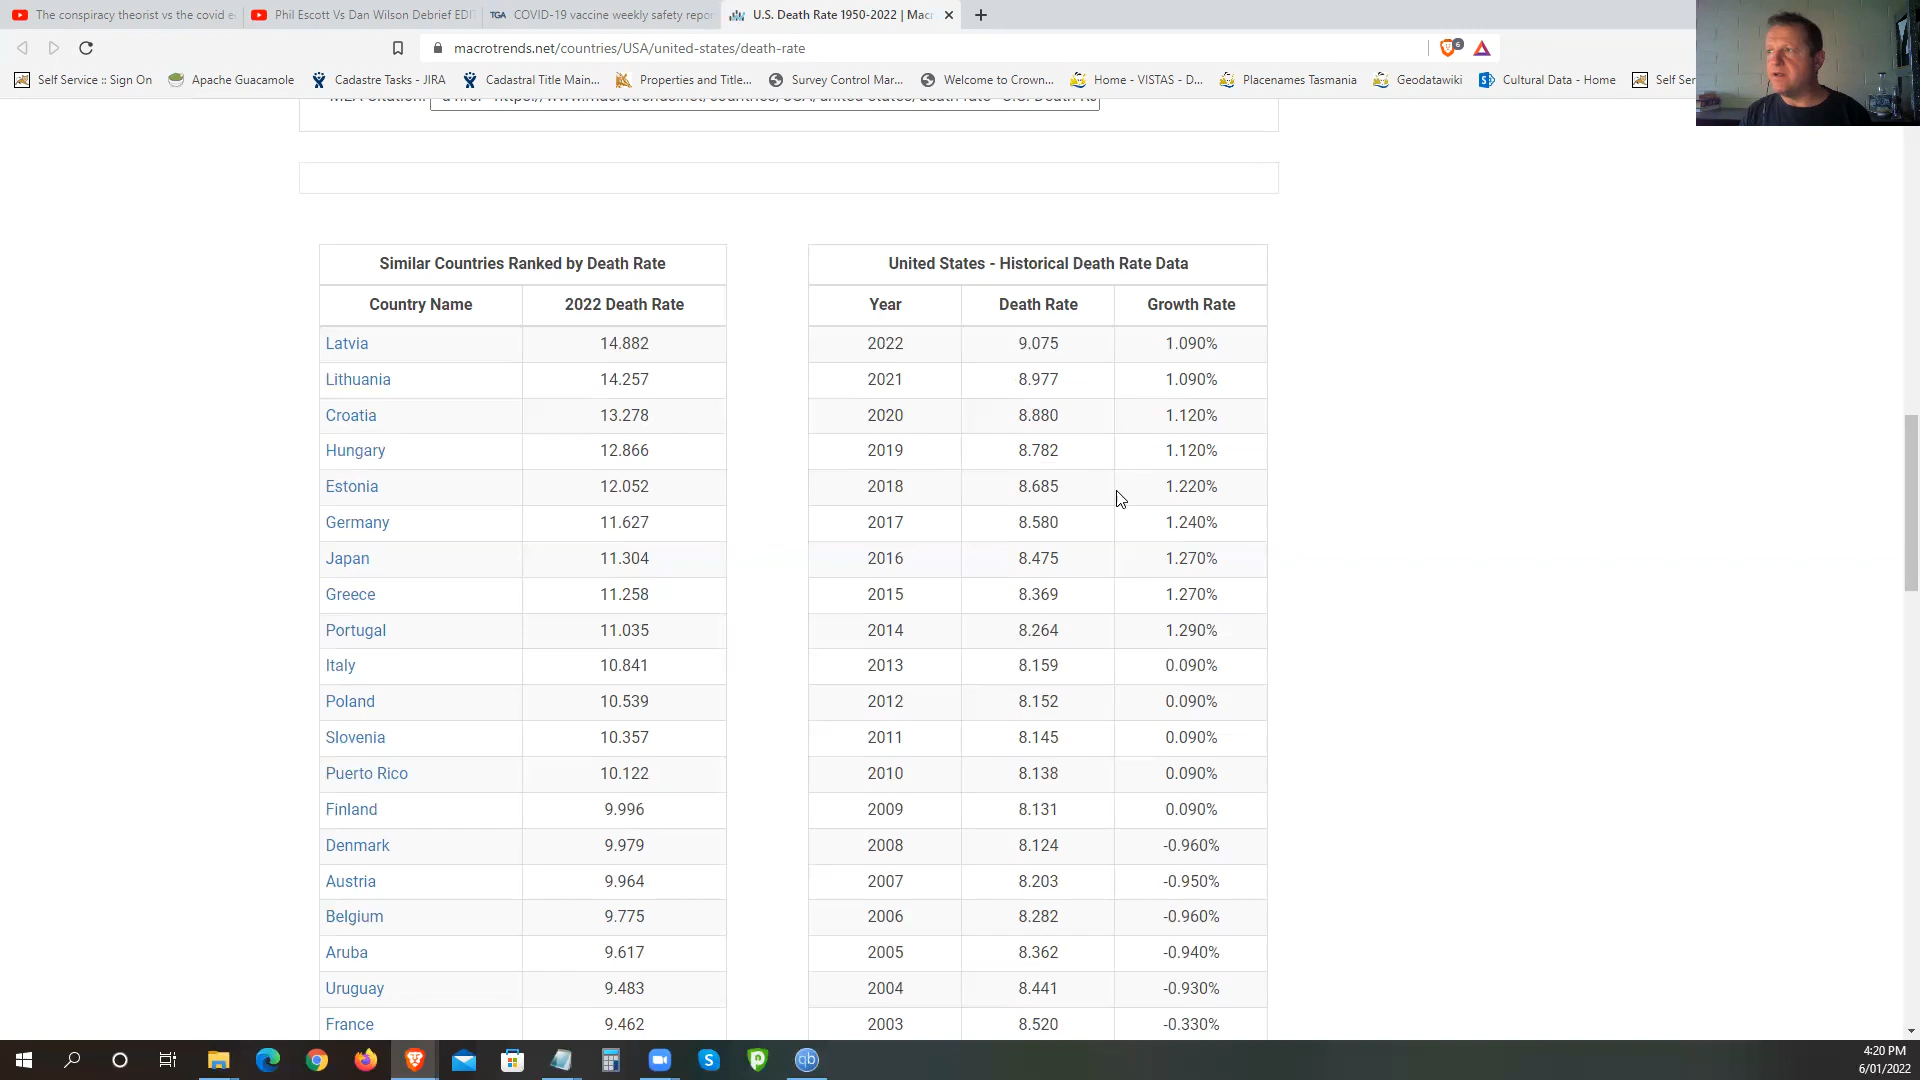 The conspiracy theorist vs the covid e
Phil Escott Vs Dan Wilson Debrief EDI
TGA COVID-19 vaccine weekly safety repor
U.S. Death Rate 1950-2022 | Mac
macrotrends.net/countries/USA/united-states/death-rate
6
Self Service :: Sign On
Apache Guacamole
Cadastre Tasks - JIRA
Cadastral Title Main...
Properties and Title...
Survey Control Mar...
Welcome to Crown...
Home - VISTAS - D...
Placenames Tasmania
Geodatawiki
Cultural Data - Home
Self Ser
Similar Countries Ranked by Death Rate
Country Name 2022 Death Rate
Latvia 14.882
Lithuania 14.257
Croatia 13.278
Hungary 12.866
Estonia 12.052
Germany 11.627
Japan 11.304
Greece 11.258
Portugal 11.035
Italy 10.841
Poland 10.539
Slovenia 10.357
Puerto Rico 10.122
Finland 9.996
Denmark 9.979
Austria 9.964
Belgium 9.775
Aruba 9.617
Uruguay 9.483
France 9.462
United States - Historical Death Rate Data
Year Death Rate Growth Rate
2022 9.075 1.090%
2021 8.977 1.090%
2020 8.880 1.120%
2019 8.782 1.120%
2018 8.685 1.220%
2017 8.580 1.240%
2016 8.475 1.270%
2015 8.369 1.270%
2014 8.264 1.290%
2013 8.159 0.090%
2012 8.152 0.090%
2011 8.145 0.090%
2010 8.138 0.090%
2009 8.131 0.090%
2008 8.124 -0.960%
2007 8.203 -0.950%
2006 8.282 -0.960%
2005 8.362 -0.940%
2004 8.441 -0.930%
2003 8.520 -0.330%
qb
4:20 PM
6/01/2022